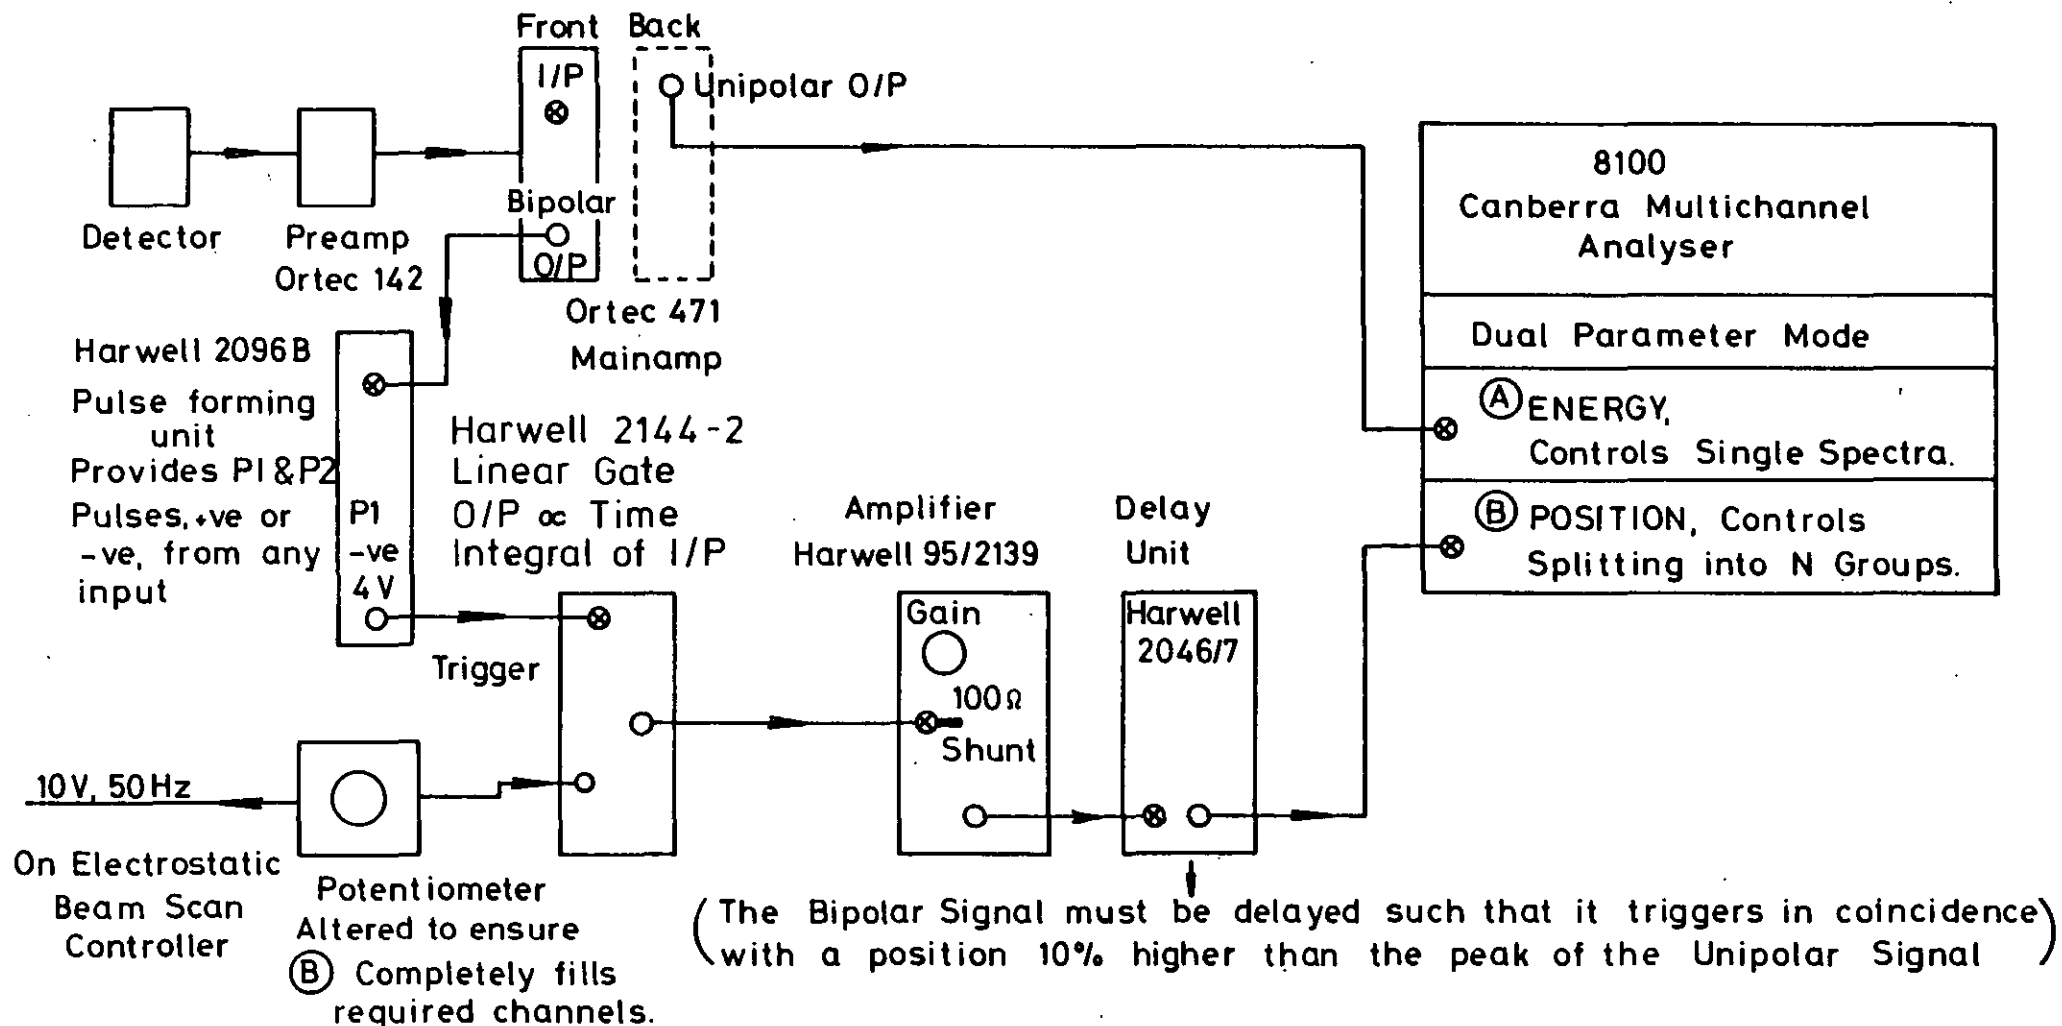 Front Back
I/P
Unipolar O/P
Bipolar
O/P
Detector
Preamp
Ortec 142
Ortec 471
Mainamp
8100
Canberra Multichannel
Analyser
Dual Parameter Mode
(A) ENERGY,
Controls Single Spectra.
(B) POSITION, Controls
Splitting into N Groups.
Harwell 2096B
Pulse forming
unit
Provides P1&P2
Pulses,+ve or
-ve, from any
input
P1
-ve
4V
Harwell 2144-2
Linear Gate
O/P ∝ Time
Integral of I/P
Trigger
Amplifier
Harwell 95/2139
Gain
100Ω
Shunt
Delay
Unit
Harwell
2046/7
10V, 50Hz
On Electrostatic
Beam Scan
Controller
Potentiometer
Altered to ensure
(B) Completely fills
required channels.
(The Bipolar Signal must be delayed such that it triggers in coincidence
with a position 10% higher than the peak of the Unipolar Signal)